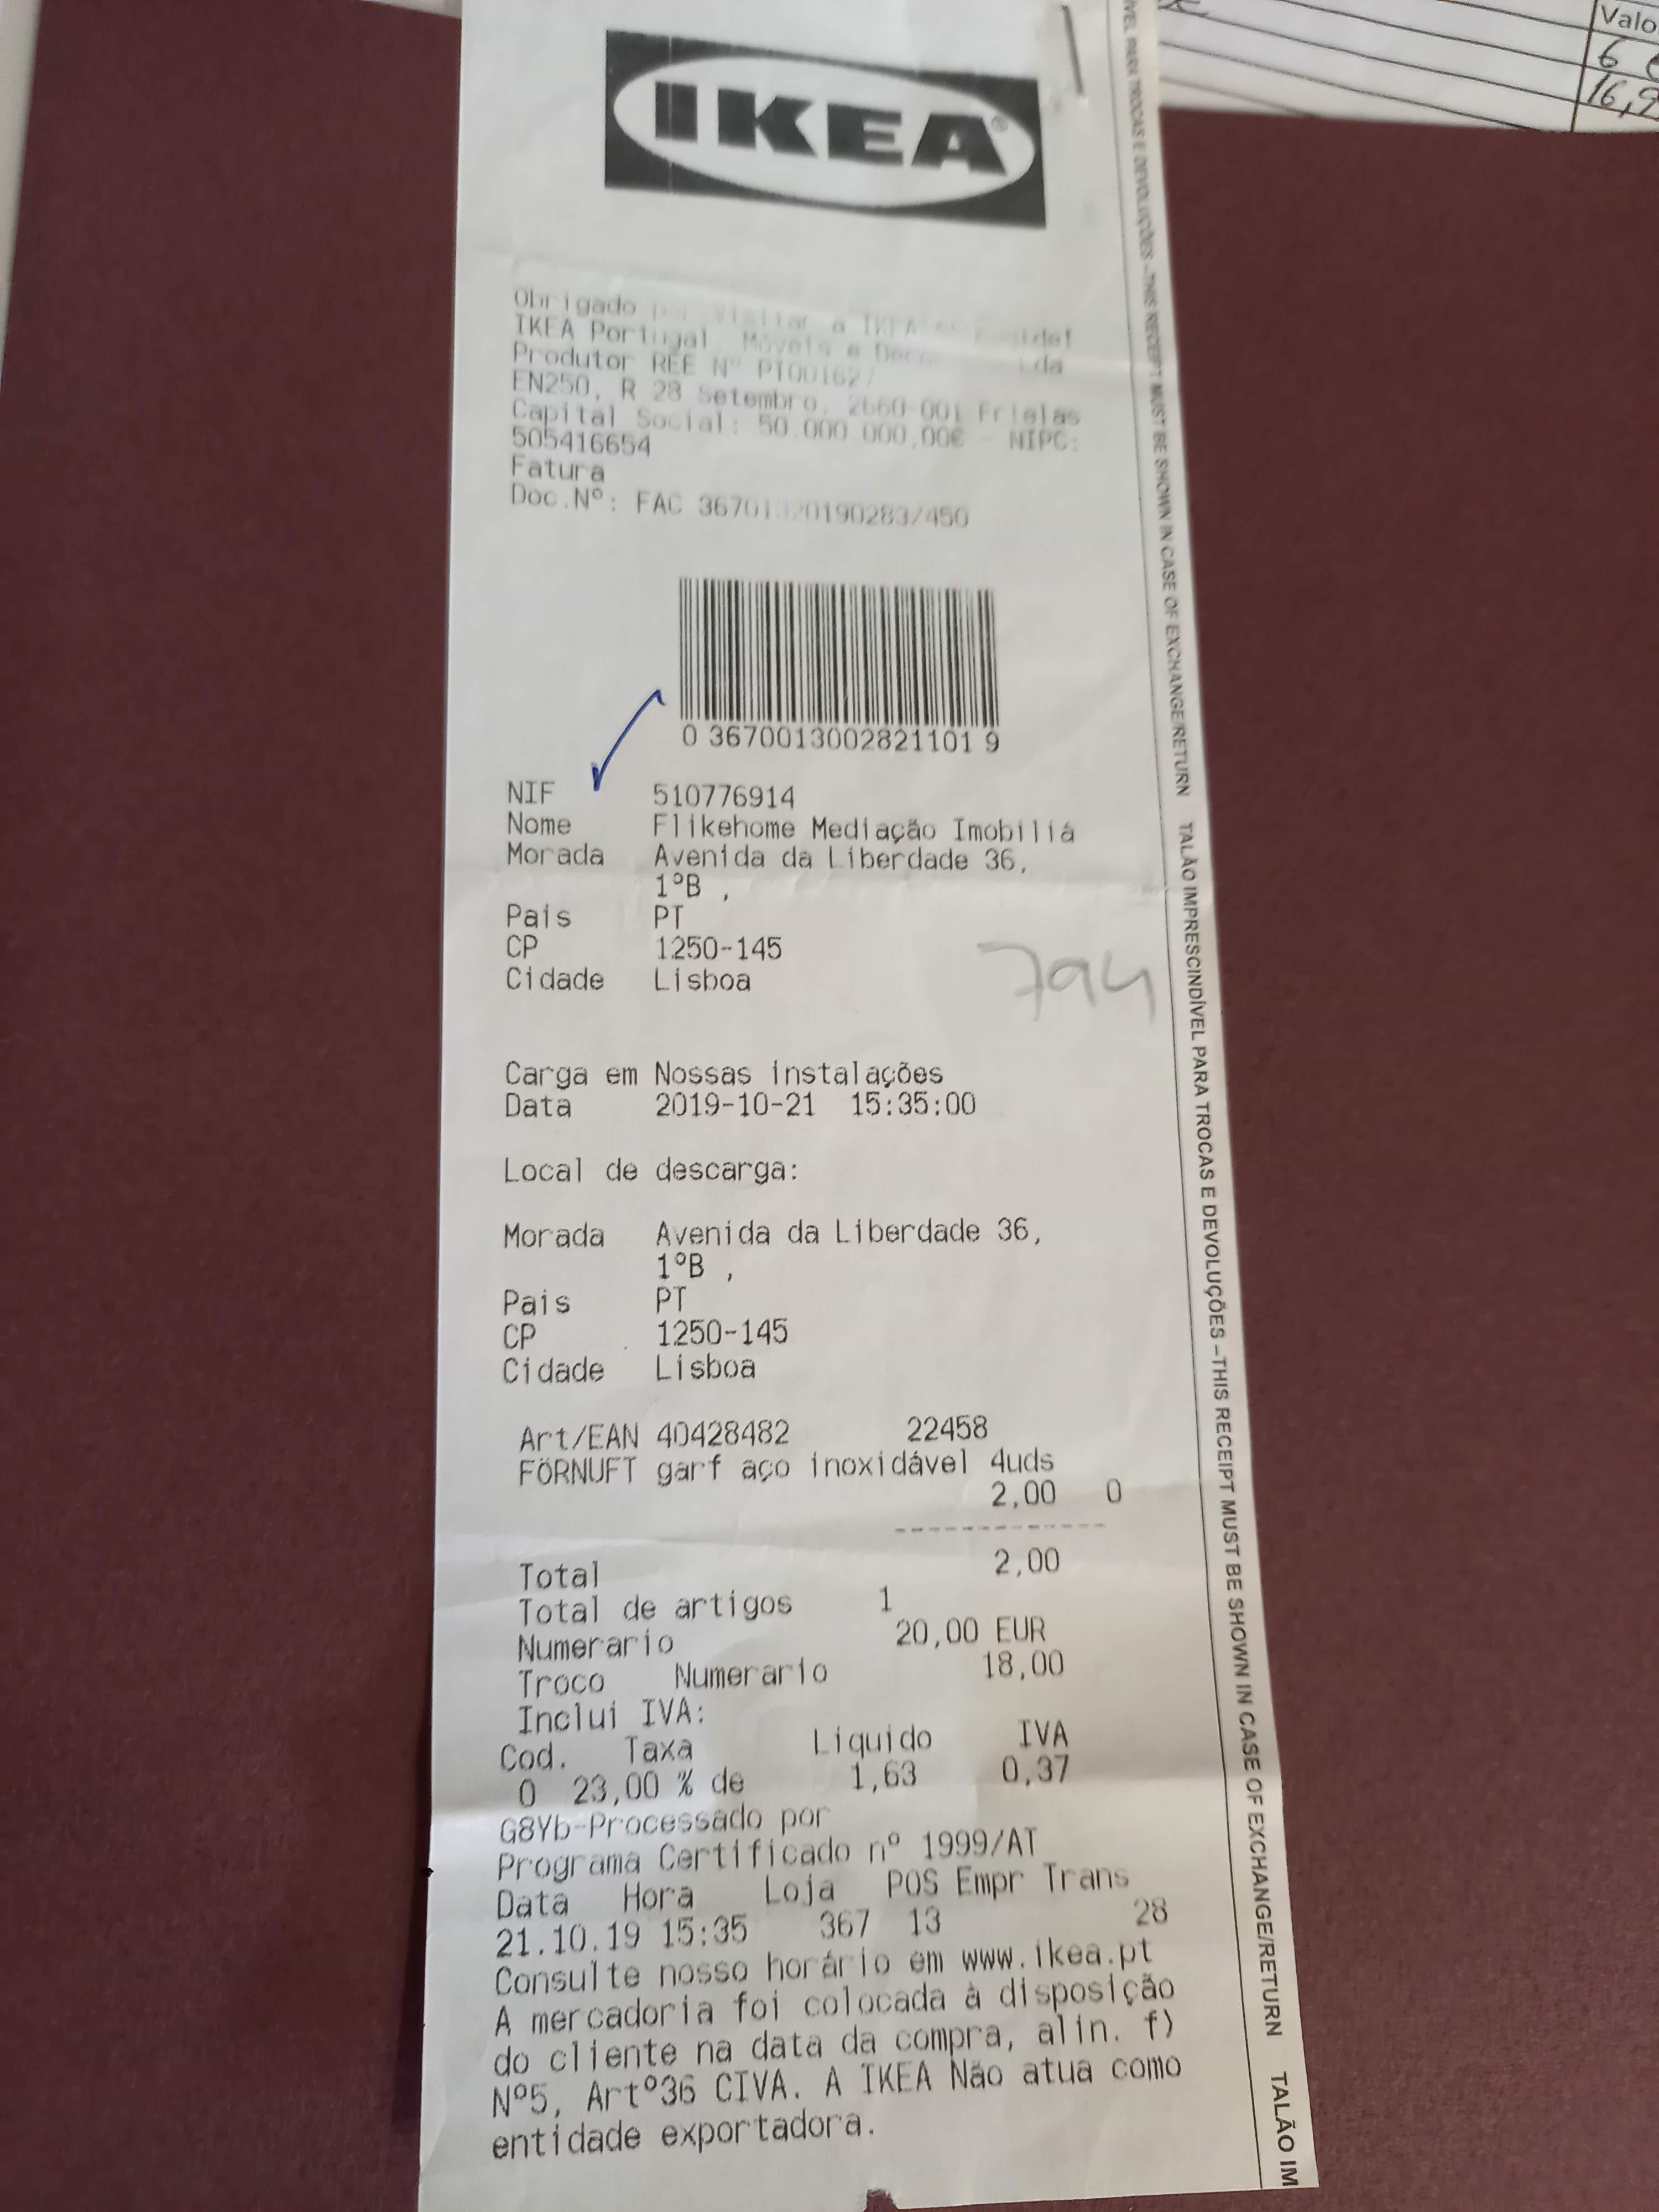 Valo
6
16,9
IKEA
Obrigado por visitar a IKEA
IKEA Portugal, Móveis e Lda
Produtor REE Nº PT001627
EN250, R 28 Setembro, 2660-001 Frielas
Capital Social: 50.000.000,00€ - NIPC:
505416654
Fatura
Doc.Nº: FAC 36701320190283/450
0 3670013002821101 9
NIF 510776914
Nome Flikehome Mediação Imobiliá
Morada Avenida da Liberdade 36,
1ºB ,
Pais PT
CP 1250-145
Cidade Lisboa
794
Carga em Nossas instalações
Data 2019-10-21 15:35:00
Local de descarga:
Morada Avenida da Liberdade 36,
1ºB ,
Pais PT
CP 1250-145
Cidade Lisboa
Art/EAN 40428482 22458
FÖRNUFT garf aço inoxidável 4uds
2,00 0
Total 2,00
Total de artigos 1
Numerario 20,00 EUR
Troco Numerario 18,00
Inclui IVA:
Cod. Taxa Liquido IVA
0 23,00 % de 1,63 0,37
G8Yb-Processado por
Programa Certificado nº 1999/AT
Data Hora Loja POS Empr Trans
21.10.19 15:35 367 13 28
Consulte nosso horário em www.ikea.pt
A mercadoria foi colocada à disposição
do cliente na data da compra, alin. f)
Nº5, Artº36 CIVA. A IKEA Não atua como
entidade exportadora.
ÍVEL PARA TROCAS E DEVOLUÇÕES -THIS RECEIPT MUST BE SHOWN IN CASE OF EXCHANGE/RETURN TALÃO IMPRESCINDÍVEL PARA TROCAS E DEVOLUÇÕES -THIS RECEIPT MUST BE SHOWN IN CASE OF EXCHANGE/RETURN TALÃO IM